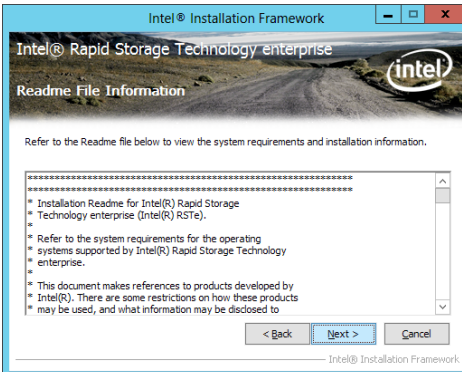 Intel® Installation Framework
Intel® Rapid Storage Technology enterprise
intel
Readme File Information
Refer to the Readme file below to view the system requirements and installation information.
************************************************************
************************************************************
* Installation Readme for Intel(R) Rapid Storage
* Technology enterprise (Intel(R) RSTe).
*
* Refer to the system requirements for the operating
* systems supported by Intel(R) Rapid Storage Technology
* enterprise.
*
* This document makes references to products developed by
* Intel(R). There are some restrictions on how these products
* may be used, and what information may be disclosed to
< Back Next > Cancel
Intel® Installation Framework